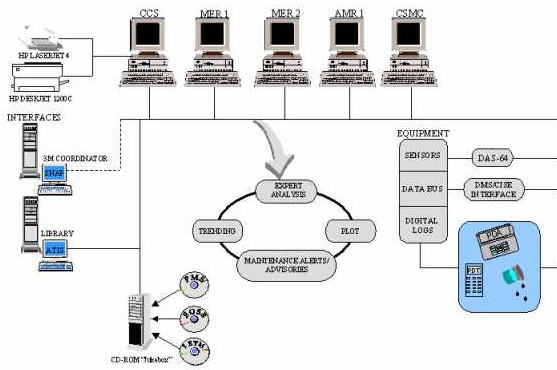 CCS
MER 1
MER 2
AMR 1
CSMC
HP LASERJET 4
HP DESKJET 1200C
INTERFACES
3M COORDINATOR
SNAP
LIBRARY
ATIS
EXPERT
ANALYSIS
TRENDING
PLOT
MAINTENANCE ALERTS/
ADVISORIES
EQUIPMENT
SENSORS
DAS-64
DATA BUS
DMS/CISE
INTERFACE
DIGITAL
LOGS
PDA
PDT
PMS
EOSS
CD-ROM "Jukebox"